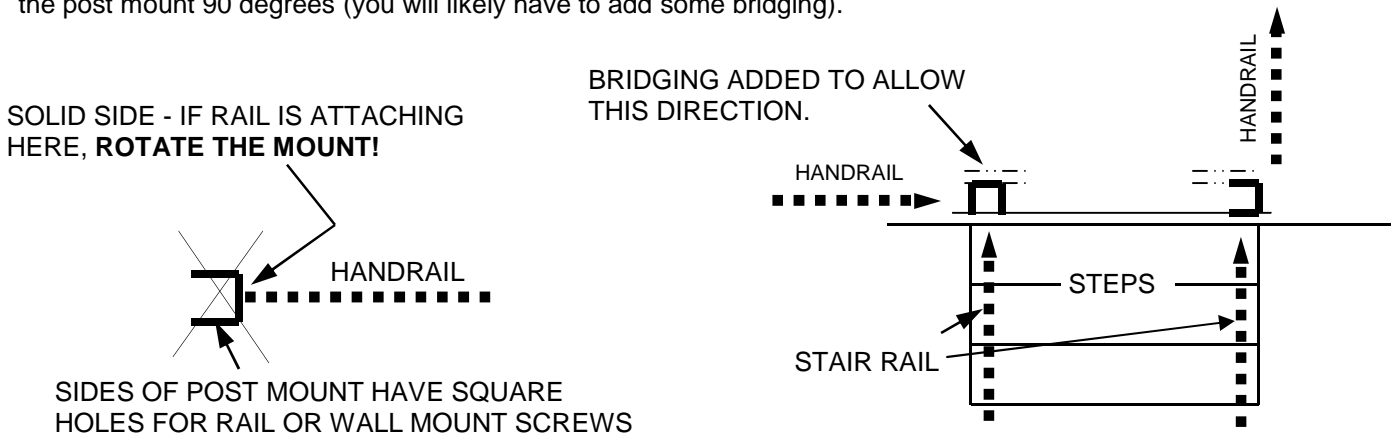 the post mount 90 degrees (you will likely have to add some bridging).
SOLID SIDE - IF RAIL IS ATTACHING
HERE, ROTATE THE MOUNT!
HANDRAIL
SIDES OF POST MOUNT HAVE SQUARE
HOLES FOR RAIL OR WALL MOUNT SCREWS
BRIDGING ADDED TO ALLOW
THIS DIRECTION.
HANDRAIL
HANDRAIL
STEPS
STAIR RAIL